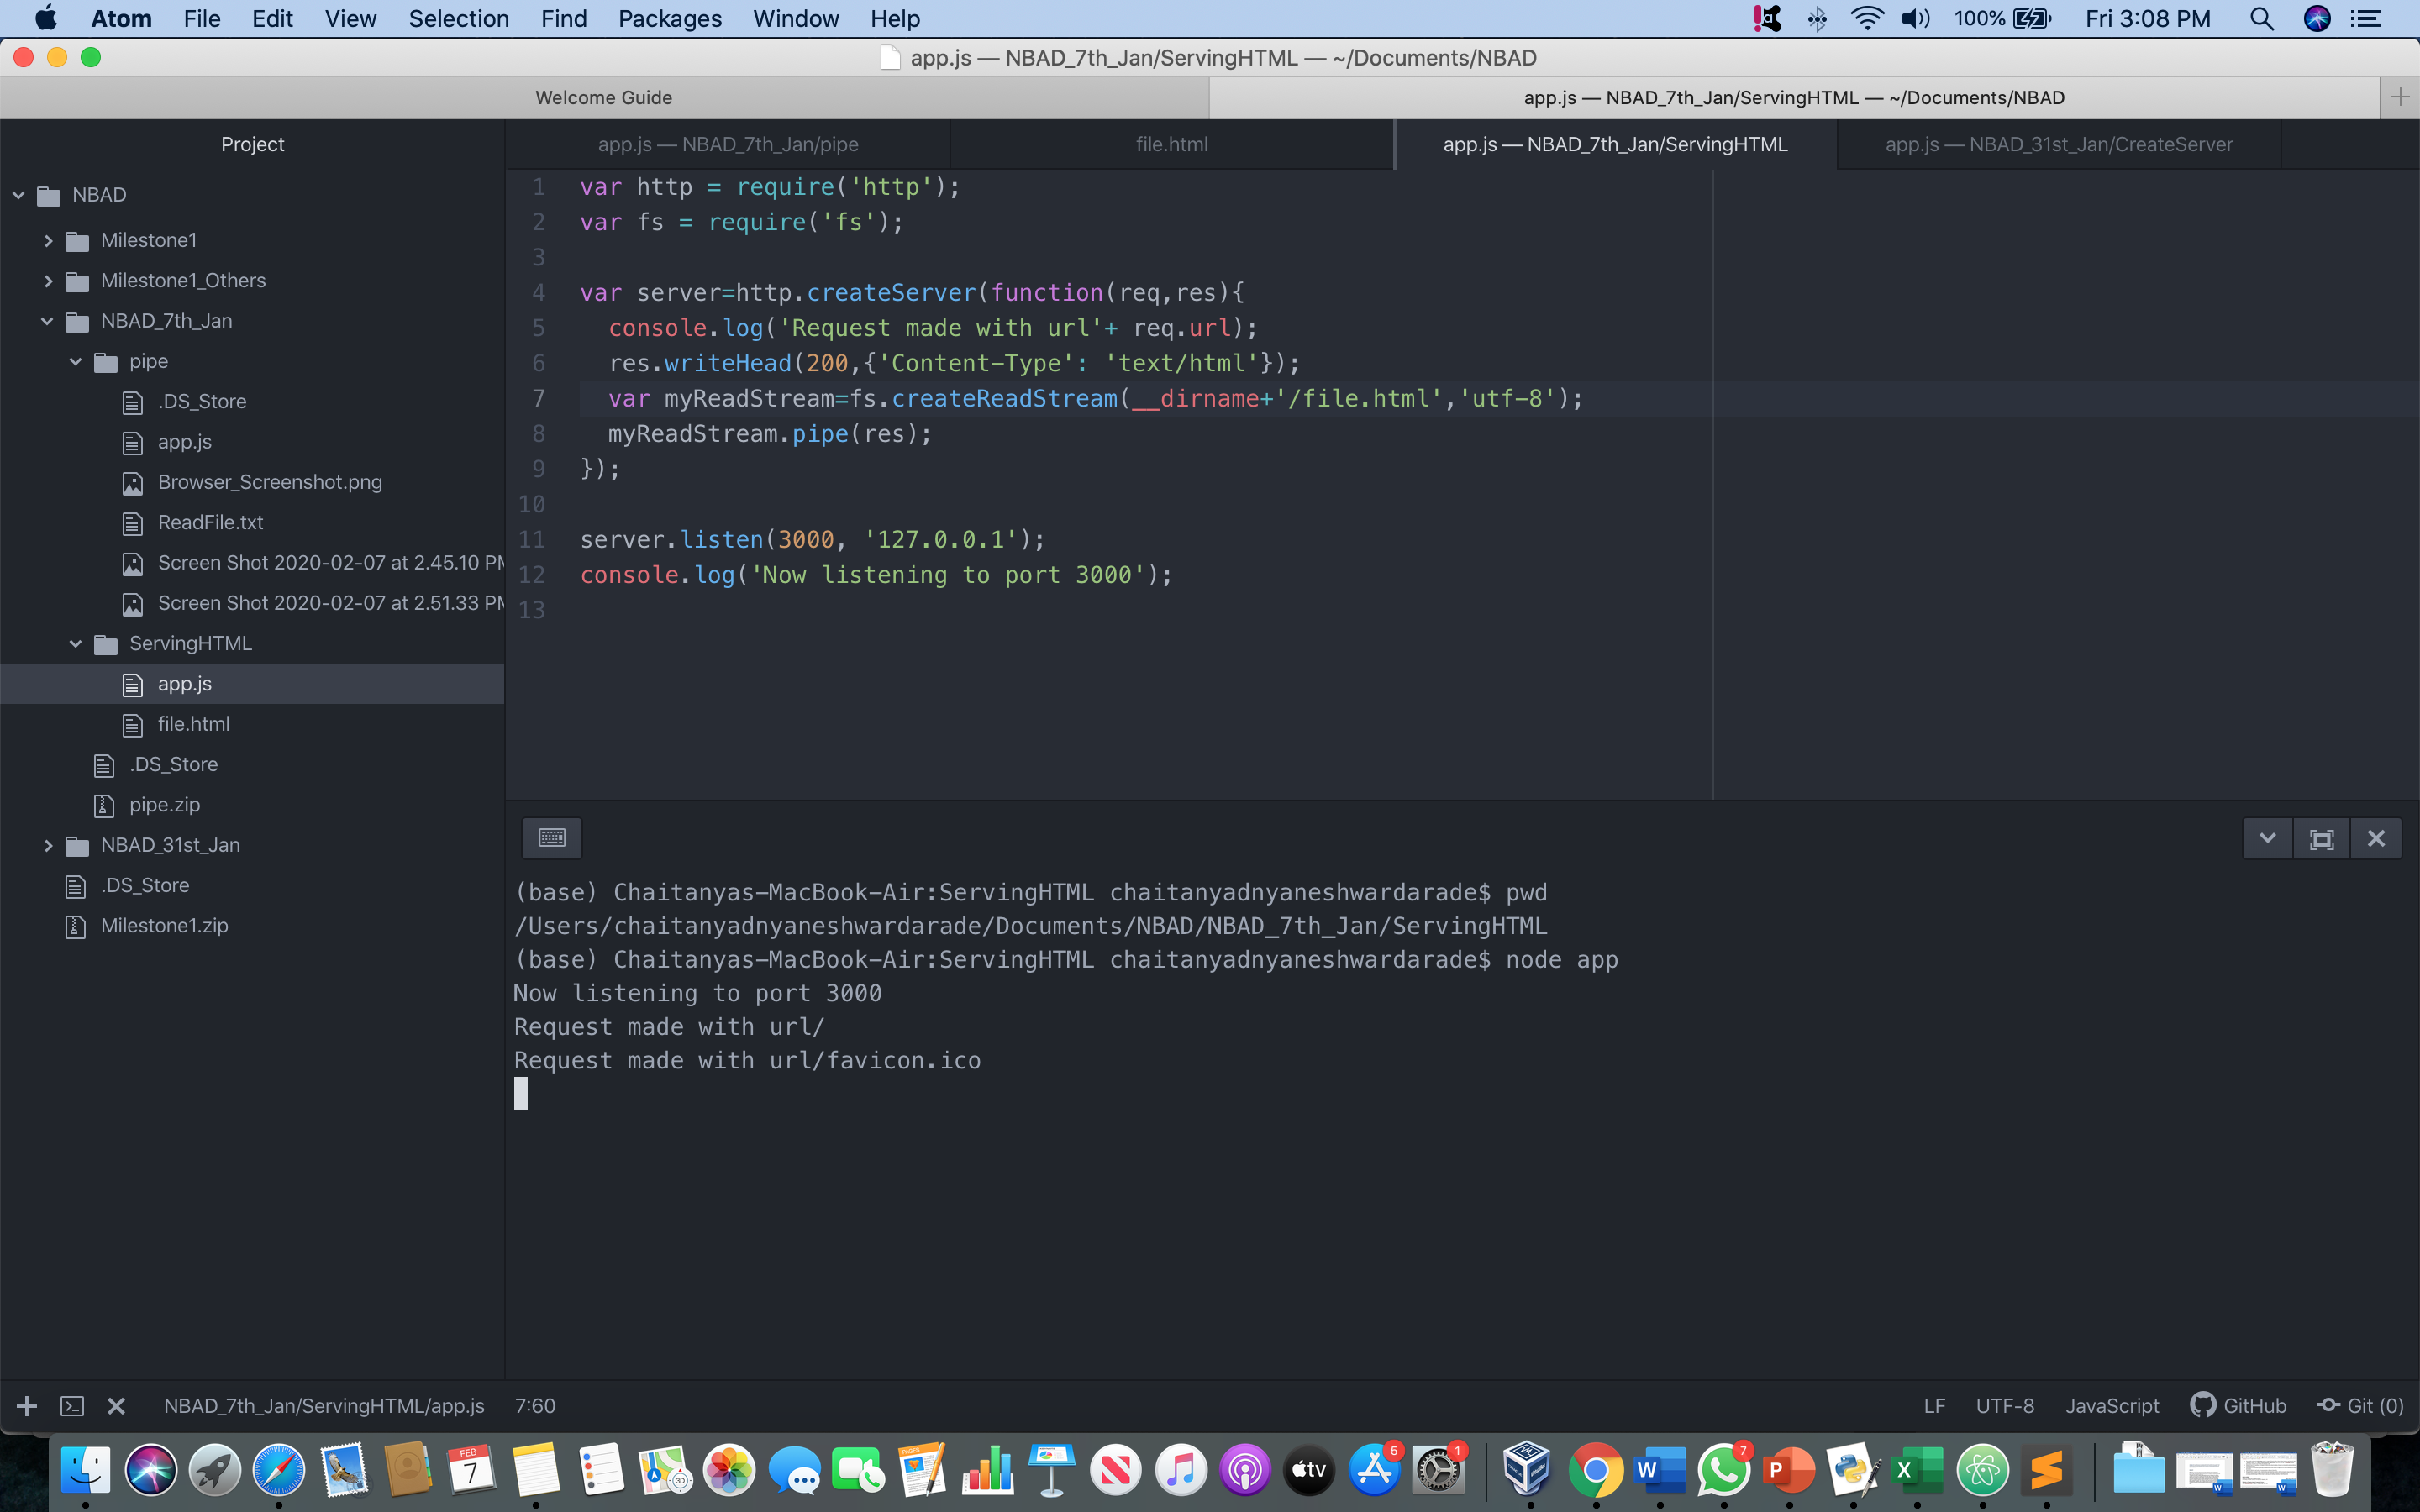 Atom File Edit View Selection Find Packages Window Help 100% Fri 3:08 PM
app.js — NBAD_7th_Jan/ServingHTML — ~/Documents/NBAD
Welcome Guide
app.js — NBAD_7th_Jan/ServingHTML — ~/Documents/NBAD
Project
app.js — NBAD_7th_Jan/pipe
file.html
app.js — NBAD_7th_Jan/ServingHTML
app.js — NBAD_31st_Jan/CreateServer
NBAD
Milestone1
Milestone1_Others
NBAD_7th_Jan
pipe
.DS_Store
app.js
Browser_Screenshot.png
ReadFile.txt
Screen Shot 2020-02-07 at 2.45.10 PM
Screen Shot 2020-02-07 at 2.51.33 PM
ServingHTML
app.js
file.html
.DS_Store
pipe.zip
NBAD_31st_Jan
.DS_Store
Milestone1.zip
1 var http = require('http');
2 var fs = require('fs');
3
4 var server=http.createServer(function(req,res){
5 console.log('Request made with url'+ req.url);
6 res.writeHead(200,{'Content-Type': 'text/html'});
7 var myReadStream=fs.createReadStream(__dirname+'/file.html','utf-8');
8 myReadStream.pipe(res);
9 });
10
11 server.listen(3000, '127.0.0.1');
12 console.log('Now listening to port 3000');
13
(base) Chaitanyas-MacBook-Air:ServingHTML chaitanyadnyaneshwardarade$ pwd
/Users/chaitanyadnyaneshwardarade/Documents/NBAD/NBAD_7th_Jan/ServingHTML
(base) Chaitanyas-MacBook-Air:ServingHTML chaitanyadnyaneshwardarade$ node app
Now listening to port 3000
Request made with url/
Request made with url/favicon.ico
NBAD_7th_Jan/ServingHTML/app.js 7:60
LF UTF-8 JavaScript GitHub Git (0)
FEB
7
PAGES
3D
tv
5
1
W
7
P
X
W
W